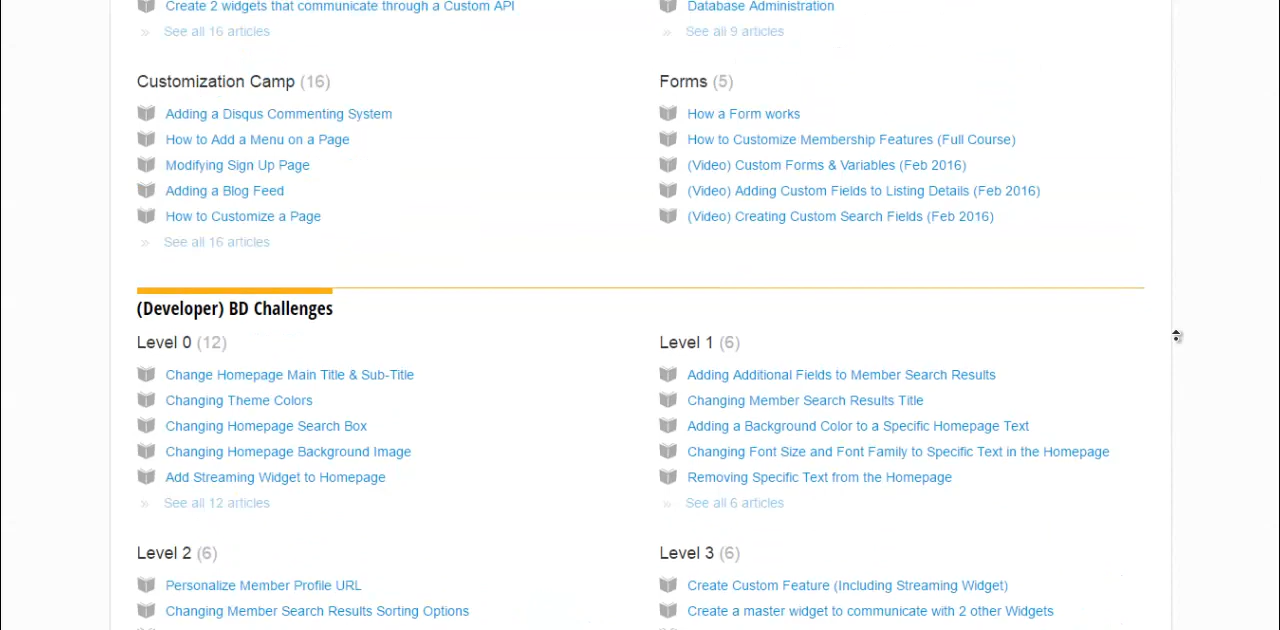 Create 2 widgets that communicate through a Custom API
» See all 16 articles
Database Administration
» See all 9 articles
Customization Camp (16)
Adding a Disqus Commenting System
How to Add a Menu on a Page
Modifying Sign Up Page
Adding a Blog Feed
How to Customize a Page
» See all 16 articles
Forms (5)
How a Form works
How to Customize Membership Features (Full Course)
(Video) Custom Forms & Variables (Feb 2016)
(Video) Adding Custom Fields to Listing Details (Feb 2016)
(Video) Creating Custom Search Fields (Feb 2016)
(Developer) BD Challenges
Level 0 (12)
Change Homepage Main Title & Sub-Title
Changing Theme Colors
Changing Homepage Search Box
Changing Homepage Background Image
Add Streaming Widget to Homepage
» See all 12 articles
Level 1 (6)
Adding Additional Fields to Member Search Results
Changing Member Search Results Title
Adding a Background Color to a Specific Homepage Text
Changing Font Size and Font Family to Specific Text in the Homepage
Removing Specific Text from the Homepage
» See all 6 articles
Level 2 (6)
Personalize Member Profile URL
Changing Member Search Results Sorting Options
Level 3 (6)
Create Custom Feature (Including Streaming Widget)
Create a master widget to communicate with 2 other Widgets